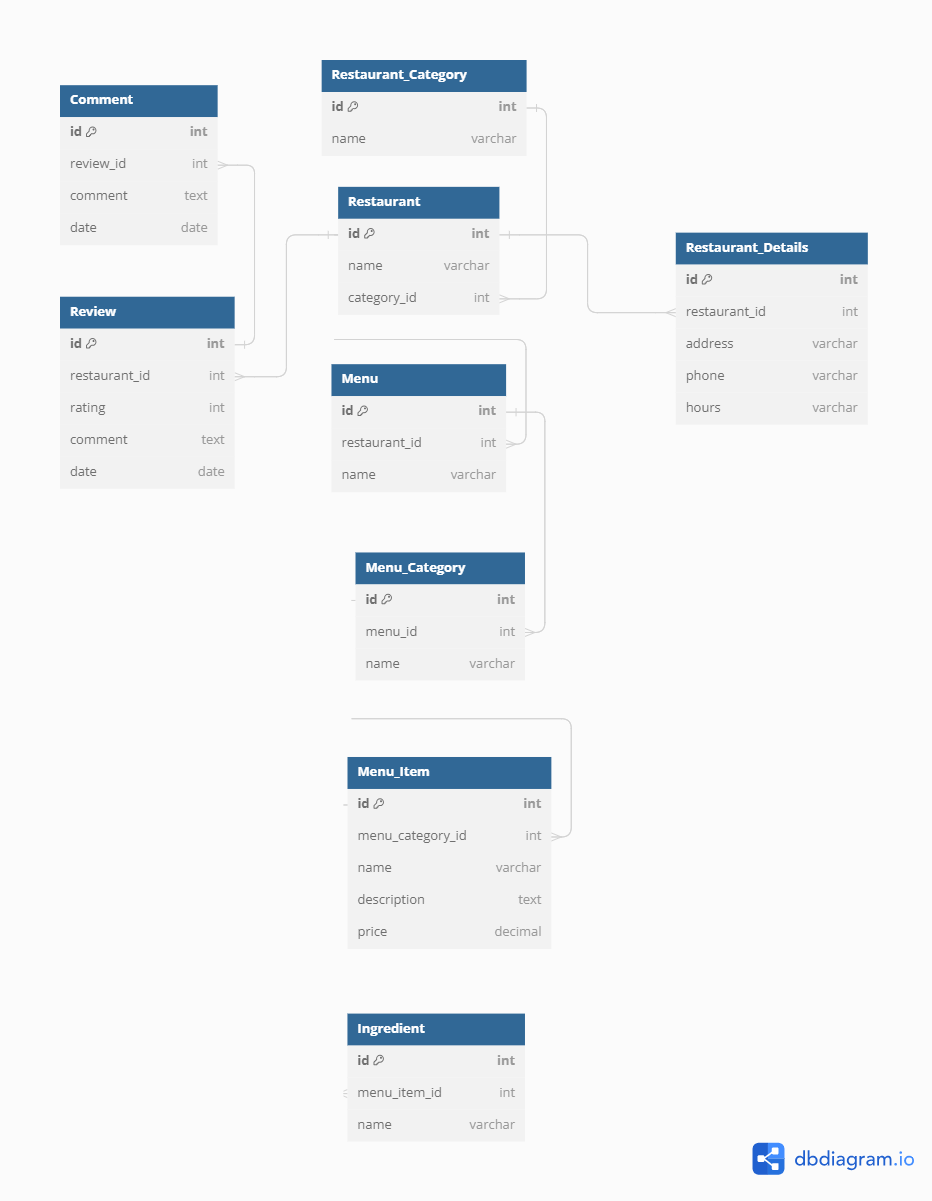 Restaurant_Category
id int
name varchar
Comment
id int
review_id int
comment text
date date
Restaurant
id int
name varchar
category_id int
Restaurant_Details
id int
restaurant_id int
address varchar
phone varchar
hours varchar
Review
id int
restaurant_id int
rating int
comment text
date date
Menu
id int
restaurant_id int
name varchar
Menu_Category
id int
menu_id int
name varchar
Menu_Item
id int
menu_category_id int
name varchar
description text
price decimal
Ingredient
id int
menu_item_id int
name varchar
dbdiagram.io